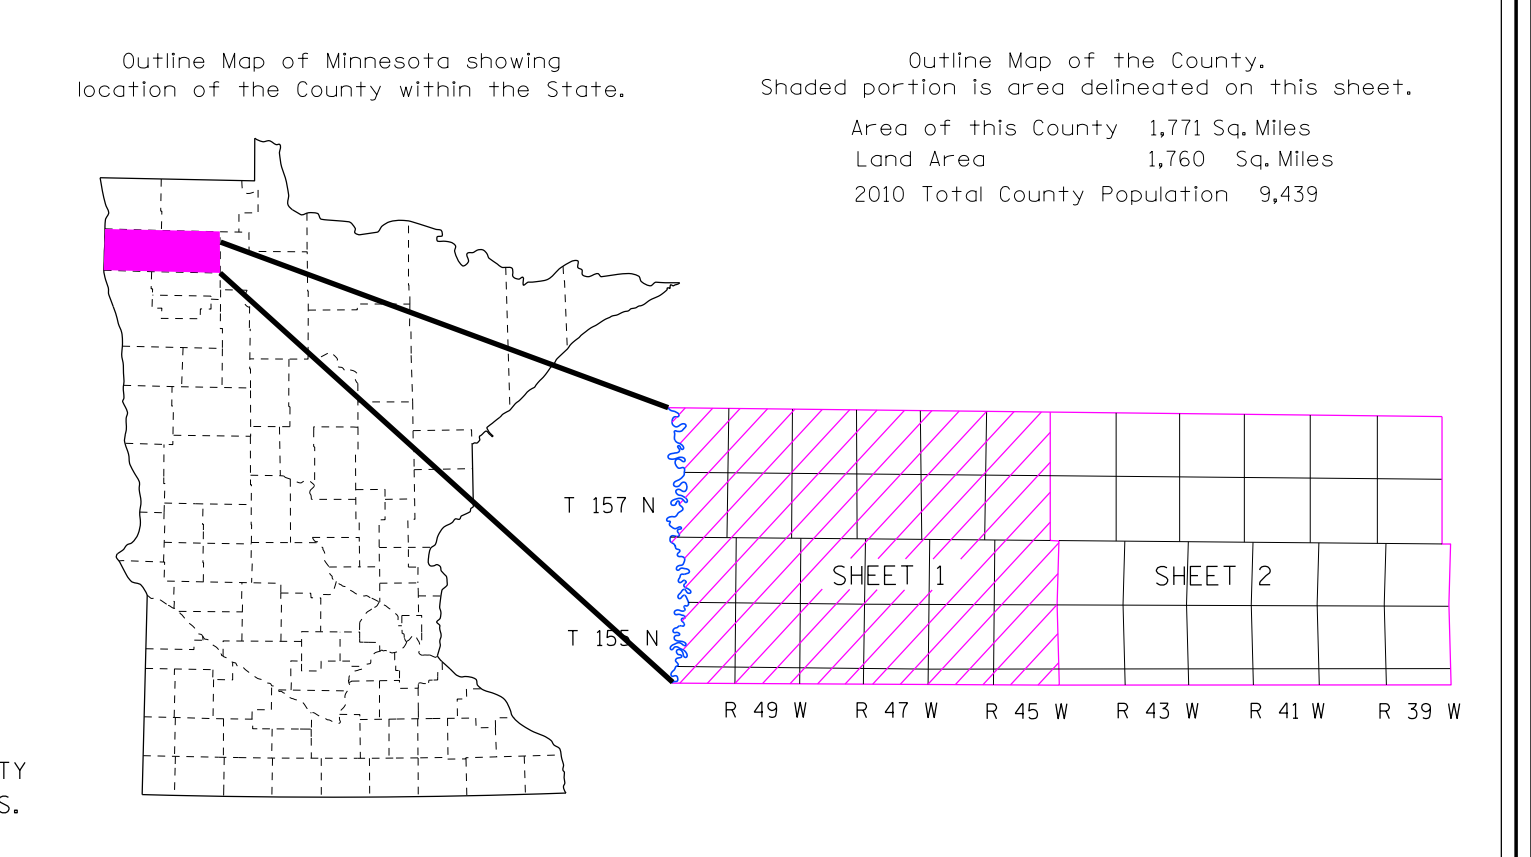 Outline Map of Minnesota showing
location of the County within the State.
Outline Map of the County.
Shaded portion is area delineated on this sheet.
Area of this County 1,771 Sq. Miles
Land Area 1,760 Sq. Miles
2010 Total County Population 9,439
T 157 N
SHEET 1
SHEET 2
T 155 N
R 49 W
R 47 W
R 45 W
R 43 W
R 41 W
R 39 W
TY
S.